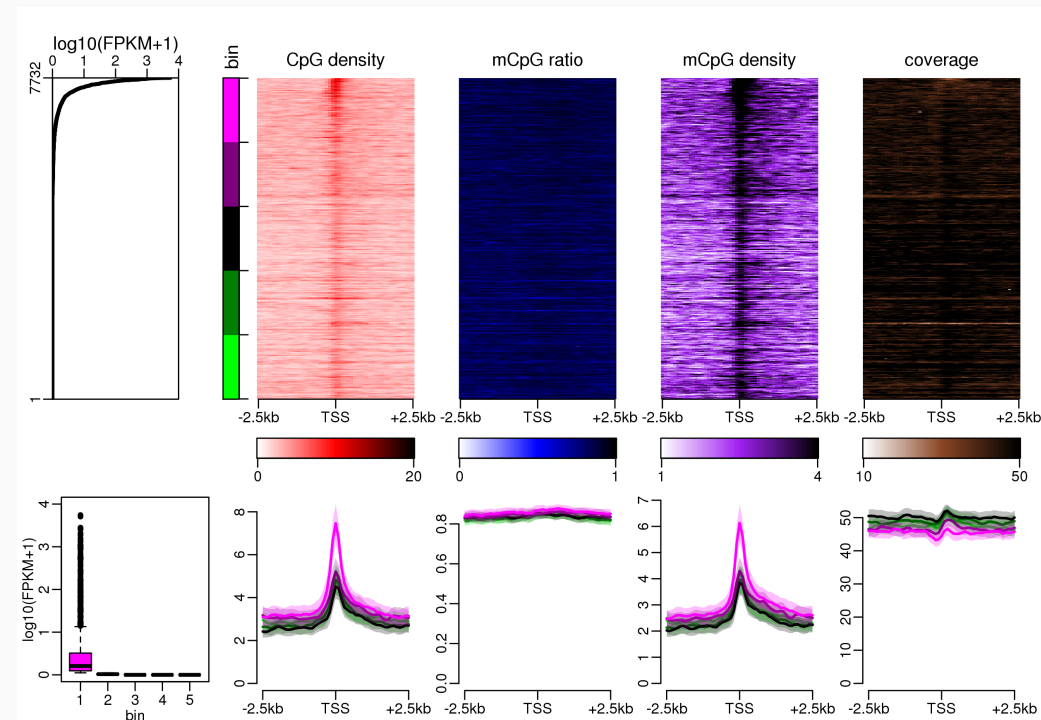 log10(FPKM+1)
0 1 2 3 4
7732
1
bin
CpG density
mCpG ratio
mCpG density
coverage
-2.5kb TSS +2.5kb
-2.5kb TSS +2.5kb
-2.5kb TSS +2.5kb
-2.5kb TSS +2.5kb
0 20
0 1
1 4
10 50
log10(FPKM+1)
4
3
2
1
0
1 2 3 4 5
bin
8
6
4
2
0
-2.5kb TSS +2.5kb
0.8
0.6
0.4
0.2
0.0
-2.5kb TSS +2.5kb
7
6
5
4
3
2
1
0
-2.5kb TSS +2.5kb
50
40
30
20
10
0
-2.5kb TSS +2.5kb